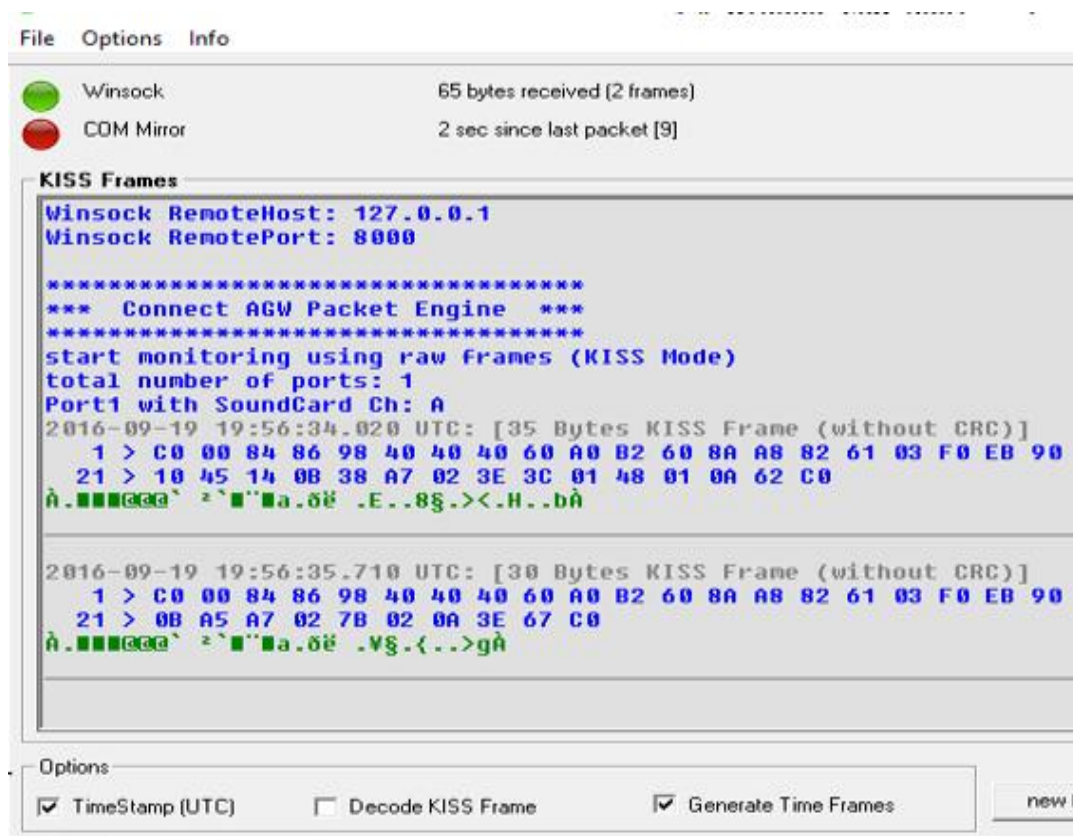 File Options Info
Winsock 65 bytes received (2 frames)
COM Mirror 2 sec since last packet [9]
KISS Frames
Winsock RemoteHost: 127.0.0.1
Winsock RemotePort: 8000
***********************************
*** Connect AGW Packet Engine ***
***********************************
start monitoring using raw frames (KISS Mode)
total number of ports: 1
Port1 with SoundCard Ch: A
2016-09-19 19:56:34.020 UTC: [35 Bytes KISS Frame (without CRC)]
1 > C0 00 84 86 98 40 40 40 60 A0 B2 60 8A A8 82 61 03 F0 EB 90
21 > 10 45 14 0B 38 A7 02 3E 3C 01 48 01 0A 62 C0
À.■■■@@@` ²`■¨■a.ðë .E..8§.><.H..bÀ
2016-09-19 19:56:35.710 UTC: [30 Bytes KISS Frame (without CRC)]
1 > C0 00 84 86 98 40 40 40 60 A0 B2 60 8A A8 82 61 03 F0 EB 90
21 > 0B A5 A7 02 7B 02 0A 3E 67 C0
À.■■■@@@` ²`■¨■a.ðë .¥§.{..>gÀ
Options
TimeStamp (UTC) Decode KISS Frame Generate Time Frames new